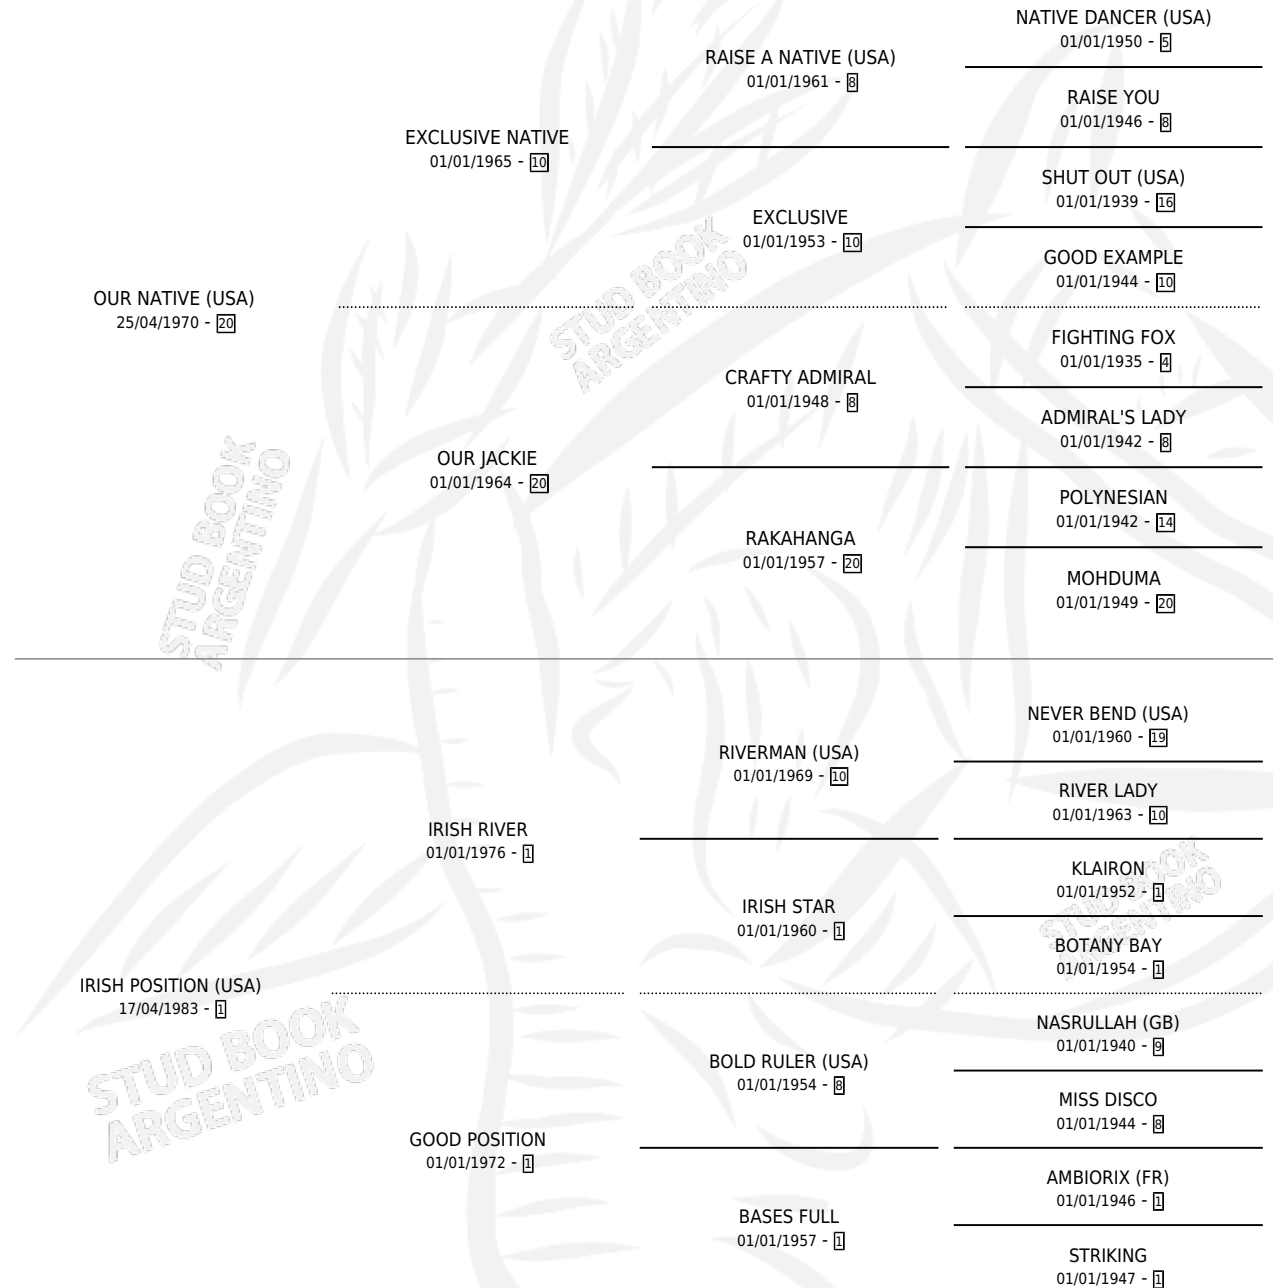 NATIVE DANCER (USA)
01/01/1950 - 5
RAISE A NATIVE (USA)
01/01/1961 - 8
RAISE YOU
01/01/1946 - 8
EXCLUSIVE NATIVE
01/01/1965 - 10
SHUT OUT (USA)
01/01/1939 - 16
EXCLUSIVE
01/01/1953 - 10
GOOD EXAMPLE
01/01/1944 - 10
OUR NATIVE (USA)
25/04/1970 - 20
FIGHTING FOX
01/01/1935 - 4
CRAFTY ADMIRAL
01/01/1948 - 8
ADMIRAL'S LADY
01/01/1942 - 8
OUR JACKIE
01/01/1964 - 20
POLYNESIAN
01/01/1942 - 14
RAKAHANGA
01/01/1957 - 20
MOHDUMA
01/01/1949 - 20
NEVER BEND (USA)
01/01/1960 - 19
RIVERMAN (USA)
01/01/1969 - 10
RIVER LADY
01/01/1963 - 10
IRISH RIVER
01/01/1976 - 1
KLAIRON
01/01/1952 - 1
IRISH STAR
01/01/1960 - 1
BOTANY BAY
01/01/1954 - 1
IRISH POSITION (USA)
17/04/1983 - 1
NASRULLAH (GB)
01/01/1940 - 9
BOLD RULER (USA)
01/01/1954 - 8
MISS DISCO
01/01/1944 - 8
GOOD POSITION
01/01/1972 - 1
AMBIORIX (FR)
01/01/1946 - 1
BASES FULL
01/01/1957 - 1
STRIKING
01/01/1947 - 1
STUD BOOK
ARGENTINO
STUD BOOK
ARGENTINO
STUD BOOK
ARGENTINO
STUD BOOK
ARGENTINO